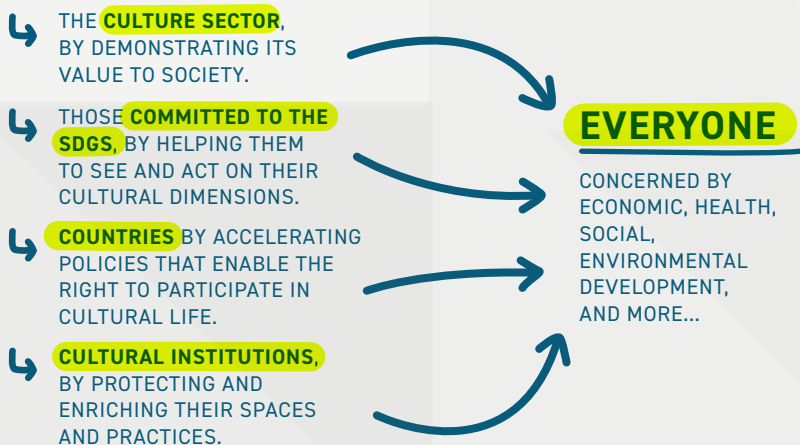 THE CULTURE SECTOR,
BY DEMONSTRATING ITS
VALUE TO SOCIETY.
THOSE COMMITTED TO THE
SDGS, BY HELPING THEM
TO SEE AND ACT ON THEIR
CULTURAL DIMENSIONS.
COUNTRIES BY ACCELERATING
POLICIES THAT ENABLE THE
RIGHT TO PARTICIPATE IN
CULTURAL LIFE.
CULTURAL INSTITUTIONS,
BY PROTECTING AND
ENRICHING THEIR SPACES
AND PRACTICES.
EVERYONE
CONCERNED BY
ECONOMIC, HEALTH,
SOCIAL,
ENVIRONMENTAL
DEVELOPMENT,
AND MORE...